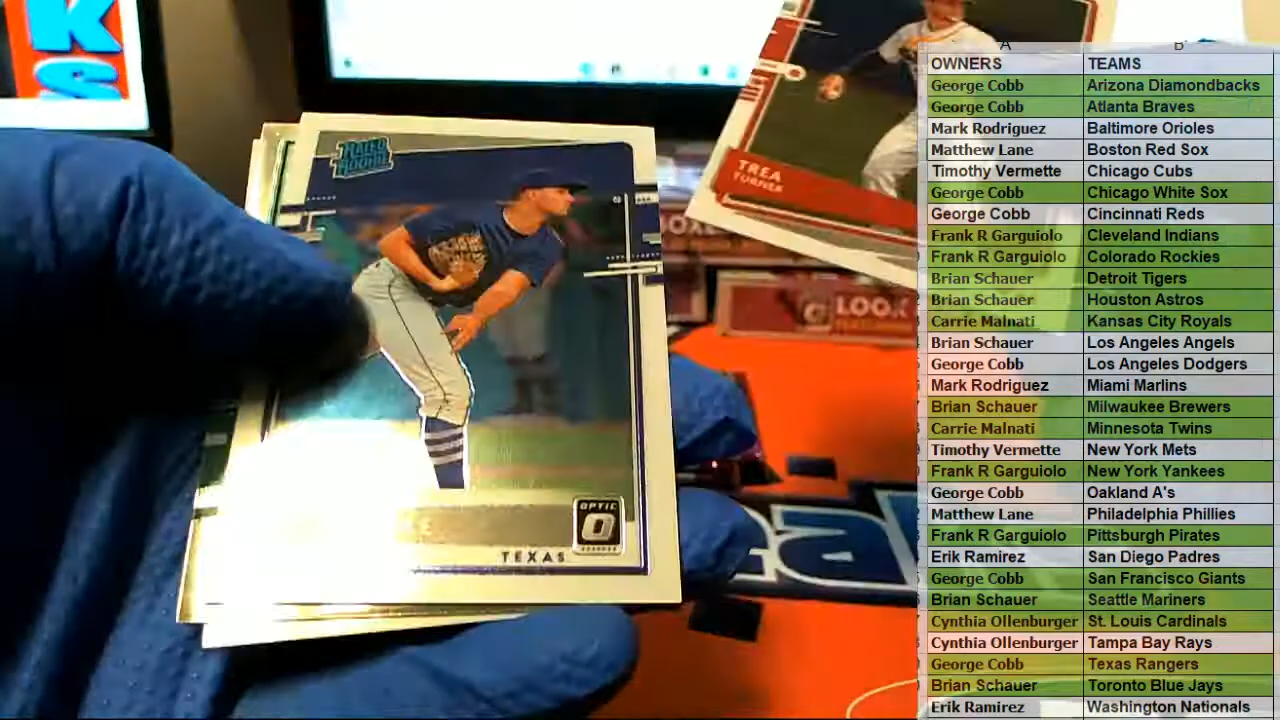 K
S
RATED
ROOKIE
TREA
TURNER
LOOK
OPTIC
O
TEXAS
ea
A B
OWNERS TEAMS
George Cobb Arizona Diamondbacks
George Cobb Atlanta Braves
Mark Rodriguez Baltimore Orioles
Matthew Lane Boston Red Sox
Timothy Vermette Chicago Cubs
George Cobb Chicago White Sox
George Cobb Cincinnati Reds
Frank R Garguiolo Cleveland Indians
Frank R Garguiolo Colorado Rockies
Brian Schauer Detroit Tigers
Brian Schauer Houston Astros
Carrie Malnati Kansas City Royals
Brian Schauer Los Angeles Angels
George Cobb Los Angeles Dodgers
Mark Rodriguez Miami Marlins
Brian Schauer Milwaukee Brewers
Carrie Malnati Minnesota Twins
Timothy Vermette New York Mets
Frank R Garguiolo New York Yankees
George Cobb Oakland A's
Matthew Lane Philadelphia Phillies
Frank R Garguiolo Pittsburgh Pirates
Erik Ramirez San Diego Padres
George Cobb San Francisco Giants
Brian Schauer Seattle Mariners
Cynthia Ollenburger St. Louis Cardinals
Cynthia Ollenburger Tampa Bay Rays
George Cobb Texas Rangers
Brian Schauer Toronto Blue Jays
Erik Ramirez Washington Nationals